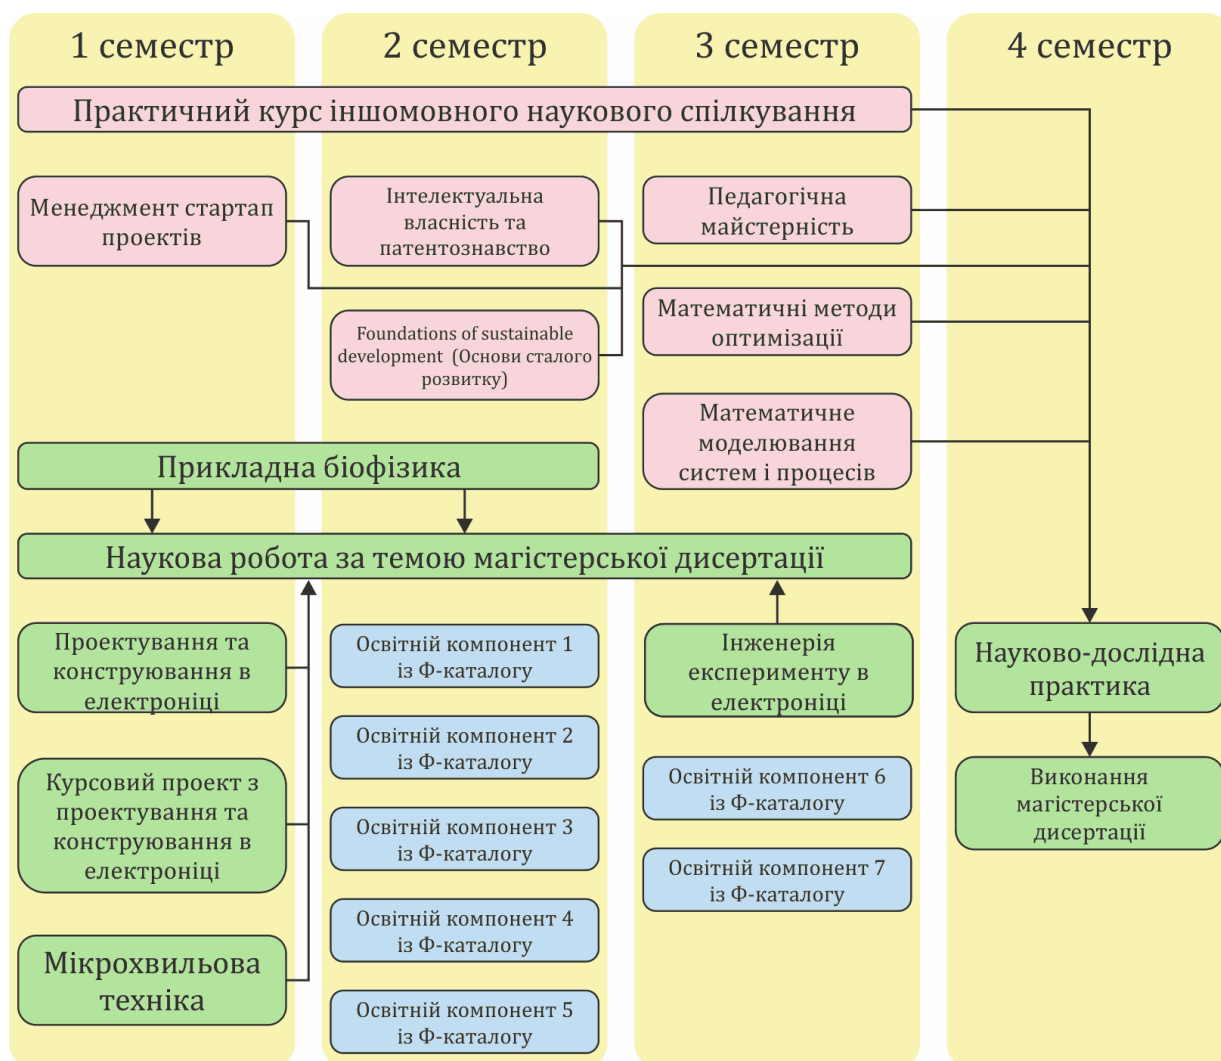 1 семестр
2 семестр
3 семестр
4 семестр
Практичний курс іншомовного наукового спілкування
Менеджмент стартап
проектів
Інтелектуальна
власність та
патентознавство
Педагогічна
майстерність
Foundations of sustainable
development (Основи сталого
розвитку)
Математичні методи
оптимізації
Математичне
моделювання
систем і процесів
Прикладна біофізика
Наукова робота за темою магістерської дисертації
Проектування та
конструювання в
електроніці
Освітній компонент 1
із Ф-каталогу
Інженерія
експерименту в
електроніці
Науково-дослідна
практика
Освітній компонент 2
із Ф-каталогу
Курсовий проект з
проектування та
конструювання в
електроніці
Освітній компонент 3
із Ф-каталогу
Освітній компонент 6
із Ф-каталогу
Виконання
магістерської
дисертації
Освітній компонент 7
із Ф-каталогу
Освітній компонент 4
із Ф-каталогу
Мікрохвильова
техніка
Освітній компонент 5
із Ф-каталогу